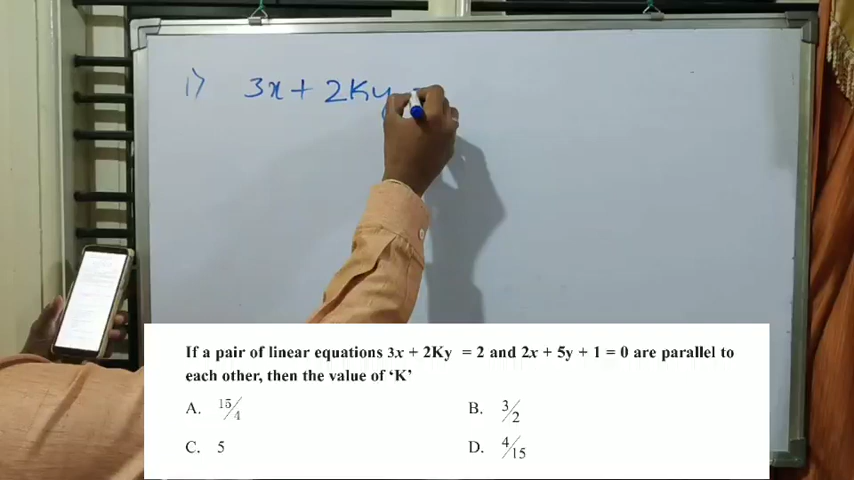 1) 3x + 2Ky
If a pair of linear equations 3x + 2Ky = 2 and 2x + 5y + 1 = 0 are parallel to
each other, then the value of ‘K’
A. 15/4 B. 3/2
C. 5 D. 4/15